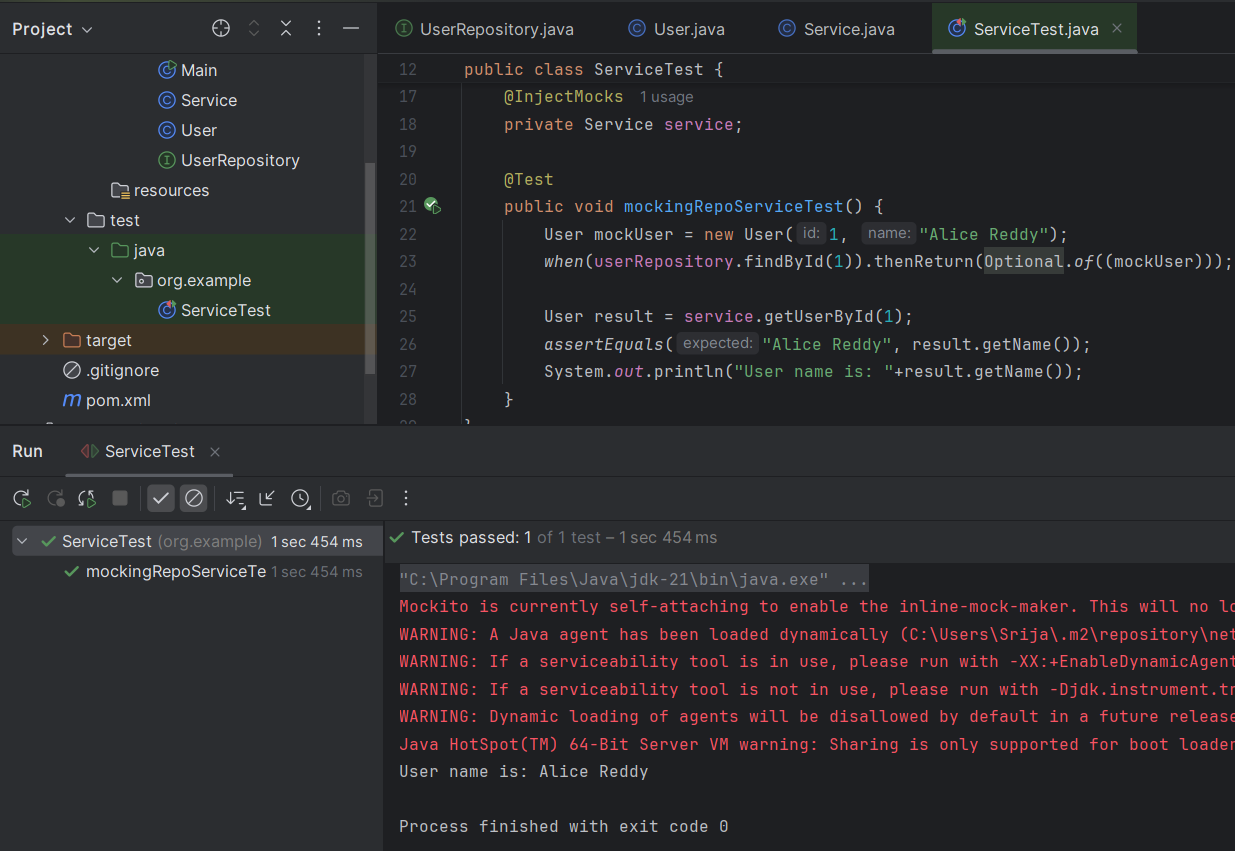 Project
UserRepository.java
User.java
Service.java
ServiceTest.java
Main
Service
User
UserRepository
resources
test
java
org.example
ServiceTest
target
.gitignore
pom.xml
12 public class ServiceTest {
17 @InjectMocks 1 usage
18 private Service service;
19
20 @Test
21 public void mockingRepoServiceTest() {
22 User mockUser = new User( id: 1, name: "Alice Reddy");
23 when(userRepository.findById(1)).thenReturn(Optional.of((mockUser)));
24
25 User result = service.getUserById(1);
26 assertEquals( expected: "Alice Reddy", result.getName());
27 System.out.println("User name is: "+result.getName());
28 }
Run
ServiceTest
ServiceTest (org.example) 1 sec 454 ms
mockingRepoServiceTe 1 sec 454 ms
Tests passed: 1 of 1 test – 1 sec 454 ms
"C:\Program Files\Java\jdk-21\bin\java.exe" ...
Mockito is currently self-attaching to enable the inline-mock-maker. This will no lo
WARNING: A Java agent has been loaded dynamically (C:\Users\Srija\.m2\repository\net
WARNING: If a serviceability tool is in use, please run with -XX:+EnableDynamicAgent
WARNING: If a serviceability tool is not in use, please run with -Djdk.instrument.tr
WARNING: Dynamic loading of agents will be disallowed by default in a future release
Java HotSpot(TM) 64-Bit Server VM warning: Sharing is only supported for boot loader
User name is: Alice Reddy
Process finished with exit code 0